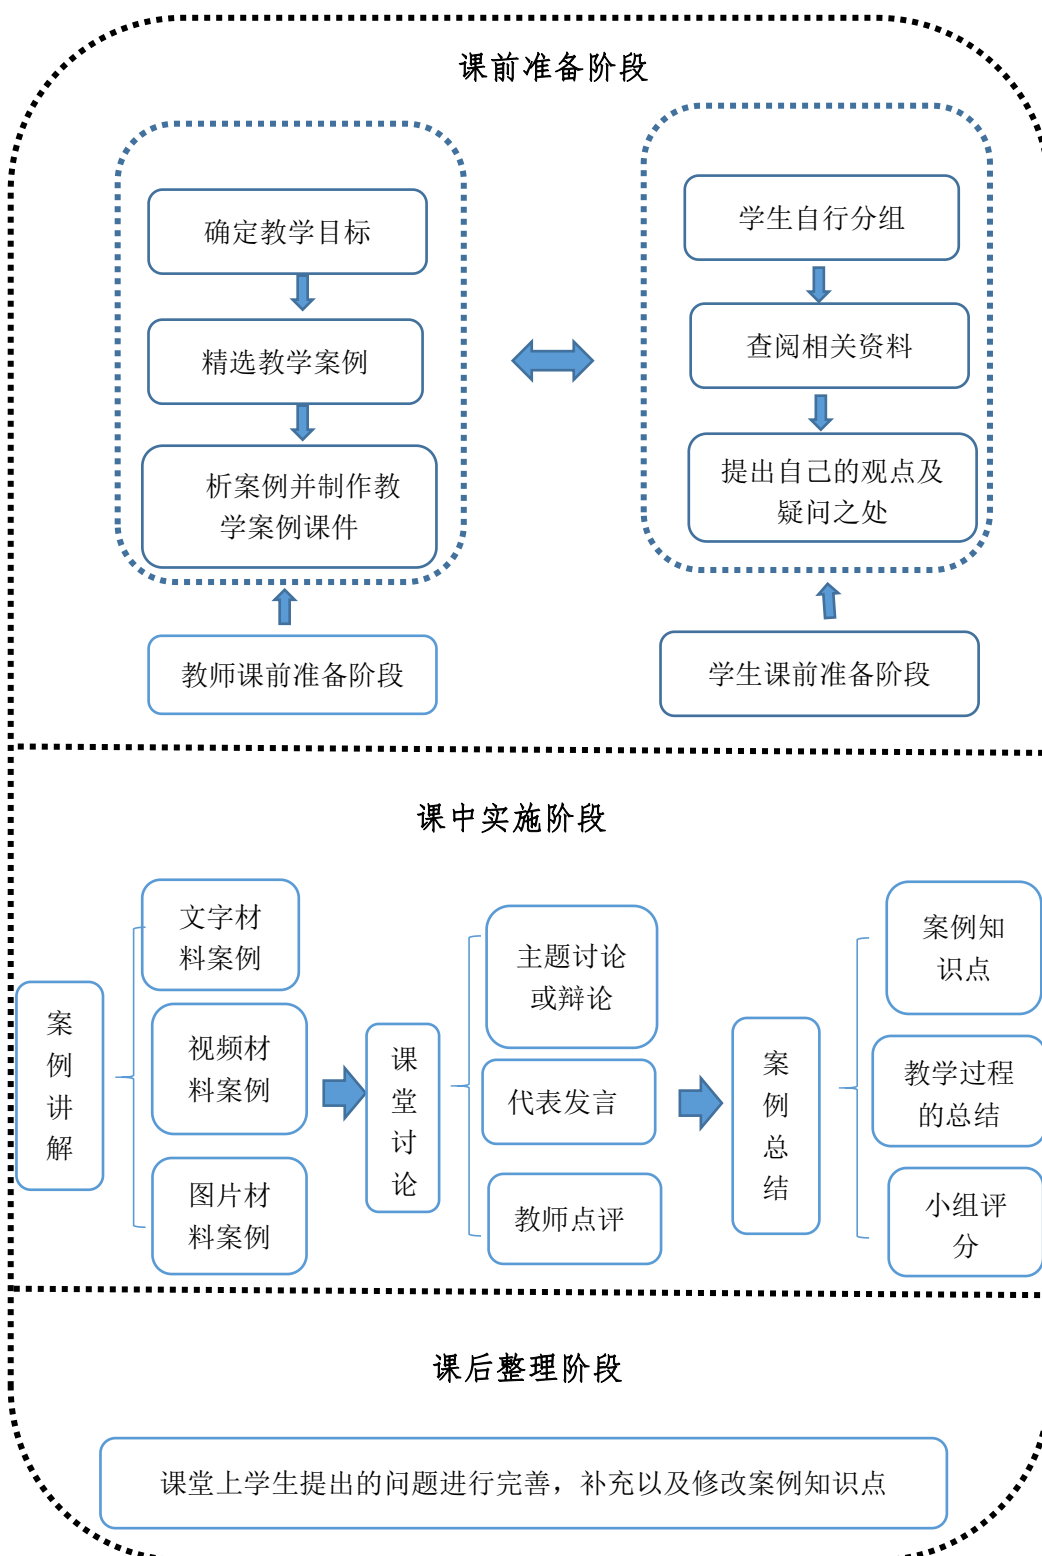 课前准备阶段
确定教学目标
精选教学案例
析案例并制作教
学案例课件
教师课前准备阶段
学生自行分组
查阅相关资料
提出自己的观点及
疑问之处
学生课前准备阶段
课中实施阶段
案
例
讲
解
文字材
料案例
视频材
料案例
图片材
料案例
课
堂
讨
论
主题讨论
或辩论
代表发言
教师点评
案
例
总
结
案例知
识点
教学过程
的总结
小组评
分
课后整理阶段
课堂上学生提出的问题进行完善，补充以及修改案例知识点